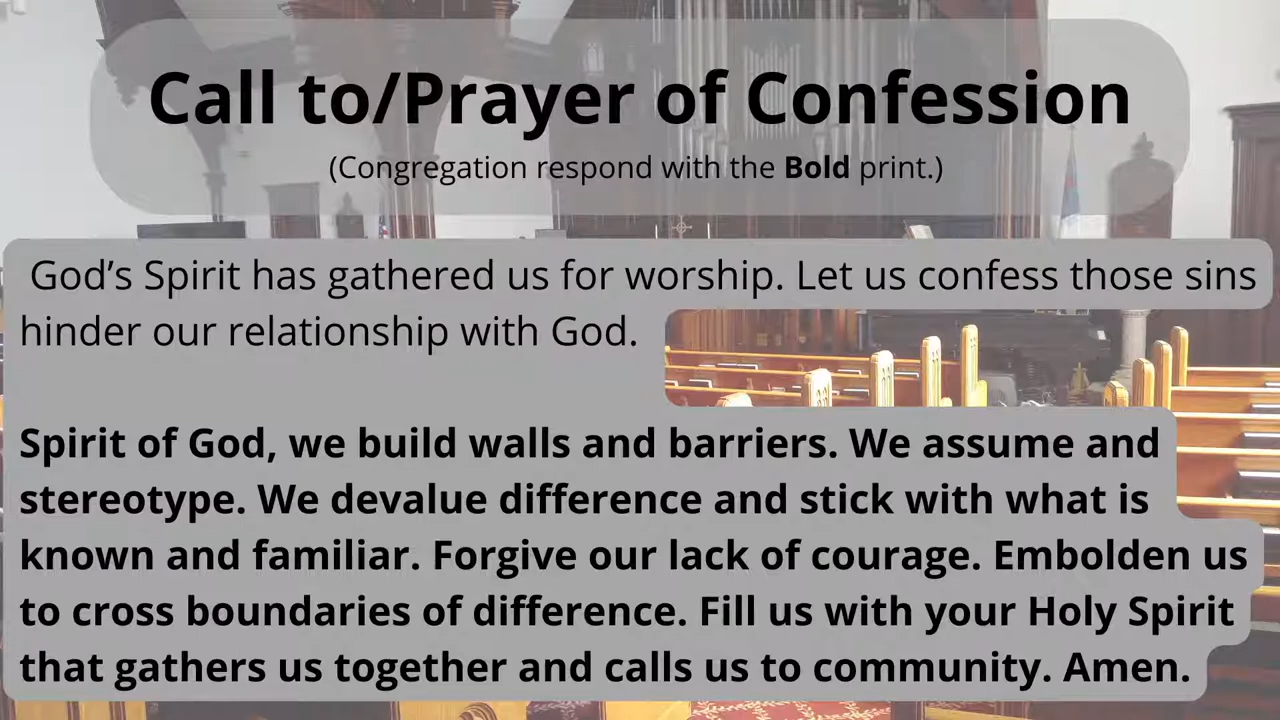 Call to/Prayer of Confession
(Congregation respond with the Bold print.)
God’s Spirit has gathered us for worship. Let us confess those sins
hinder our relationship with God.
Spirit of God, we build walls and barriers. We assume and
stereotype. We devalue difference and stick with what is
known and familiar. Forgive our lack of courage. Embolden us
to cross boundaries of difference. Fill us with your Holy Spirit
that gathers us together and calls us to community. Amen.